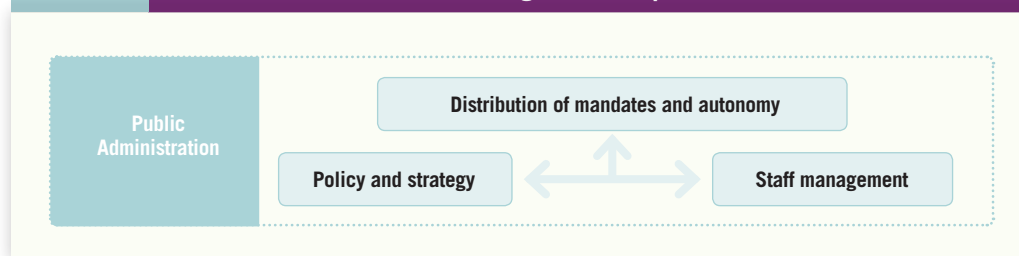 Public
Administration
Distribution of mandates and autonomy
Policy and strategy
Staff management